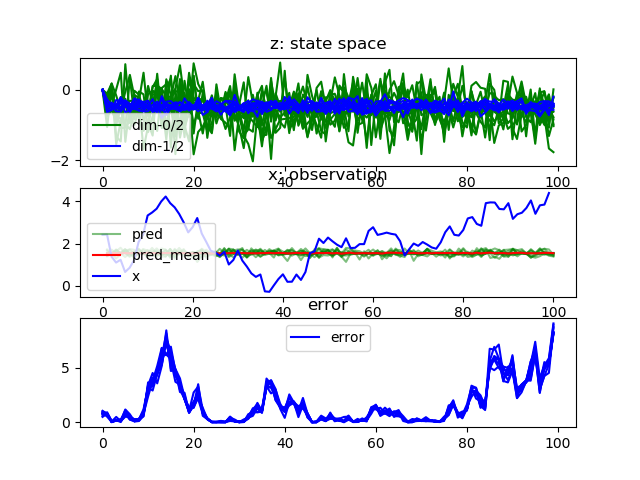 z: state space
0
−2
dim-0/2
dim-1/2
0 20 40 60 80 100
x: observation
4
2
0
pred
pred_mean
x
0 20 40 60 80 100
error
5
0
error
0 20 40 60 80 100